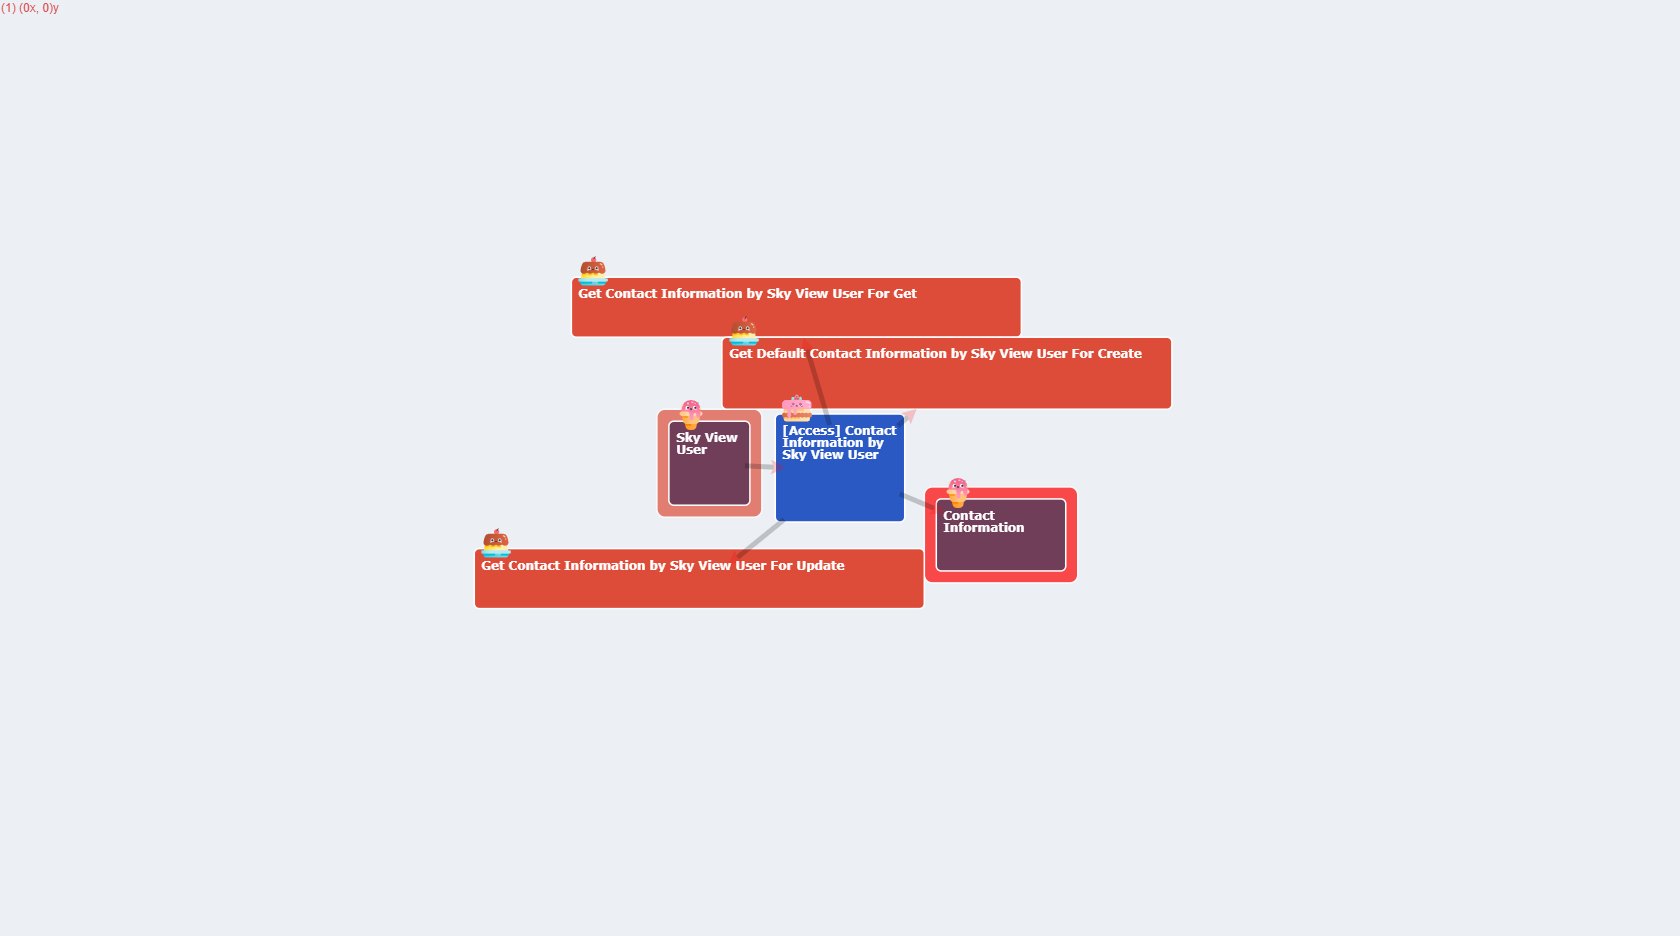 (1) (0x, 0)y
Get Contact Information by Sky View User For Get
Get Default Contact Information by Sky View User For Create
Sky View
User
[Access] Contact
Information by
Sky View User
Contact
Information
Get Contact Information by Sky View User For Update